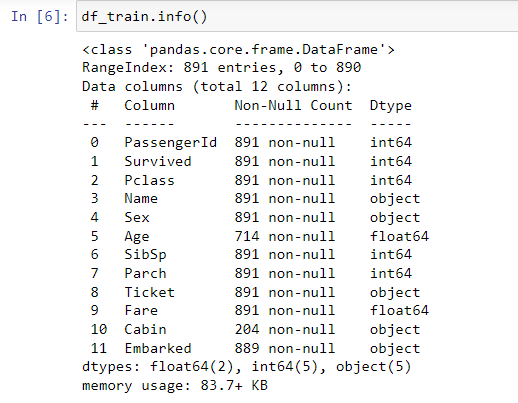 In [6]: df_train.info()
<class 'pandas.core.frame.DataFrame'>
RangeIndex: 891 entries, 0 to 890
Data columns (total 12 columns):
 #   Column       Non-Null Count  Dtype
---  ------       --------------  -----
 0   PassengerId  891 non-null    int64
 1   Survived     891 non-null    int64
 2   Pclass       891 non-null    int64
 3   Name         891 non-null    object
 4   Sex          891 non-null    object
 5   Age          714 non-null    float64
 6   SibSp        891 non-null    int64
 7   Parch        891 non-null    int64
 8   Ticket       891 non-null    object
 9   Fare         891 non-null    float64
 10  Cabin        204 non-null    object
 11  Embarked     889 non-null    object
dtypes: float64(2), int64(5), object(5)
memory usage: 83.7+ KB